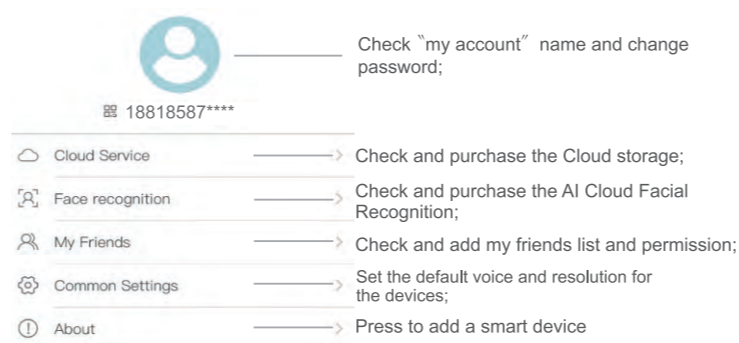 Check ‶my account″ name and change
password;
18818587****
Cloud Service
Check and purchase the Cloud storage;
Face recognition
Check and purchase the AI Cloud Facial
Recognition;
My Friends
Check and add my friends list and permission;
Common Settings
Set the default voice and resolution for
the devices;
About
Press to add a smart device